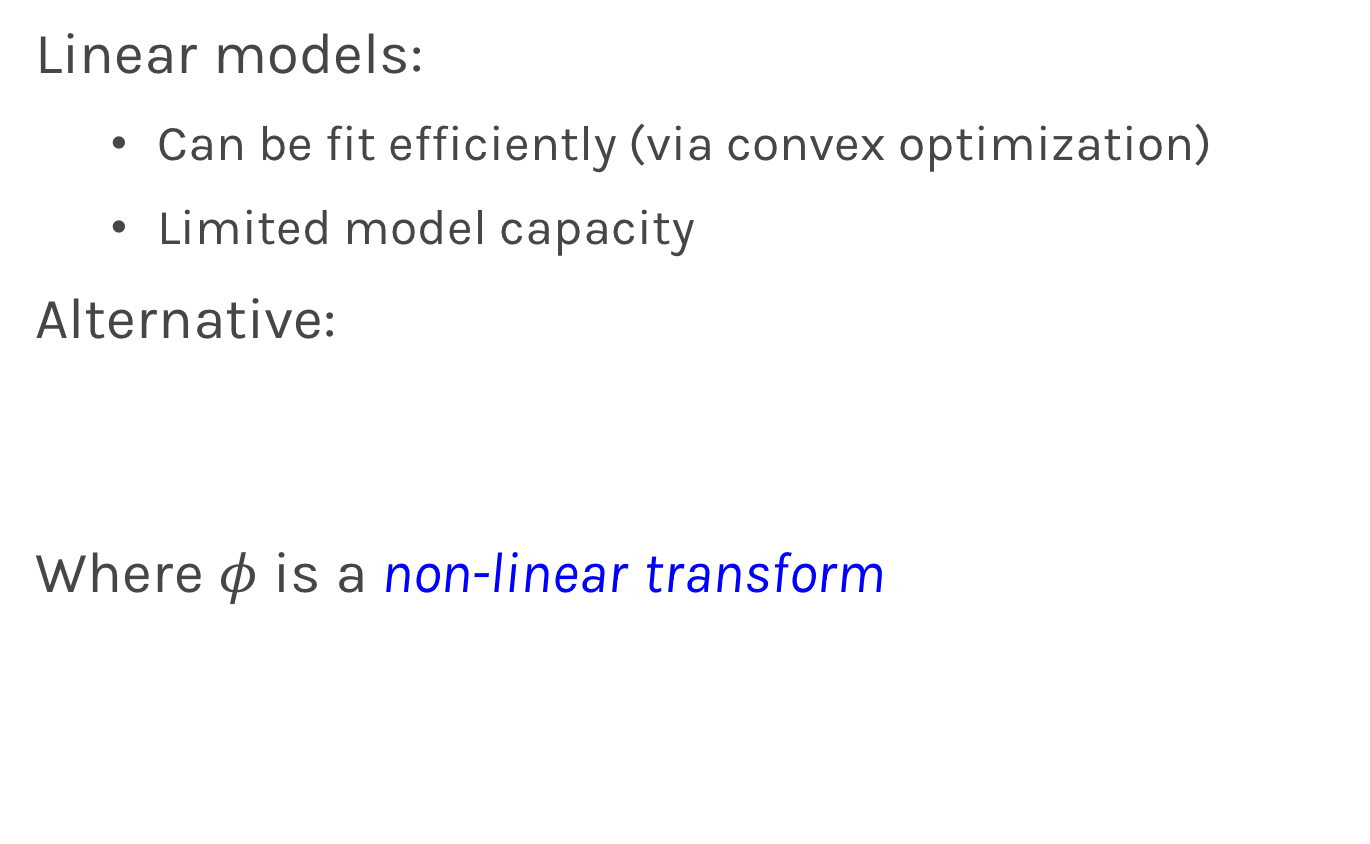 Linear models:
• Can be fit efficiently (via convex optimization)
• Limited model capacity
Alternative:
Where ϕ is a non-linear transform